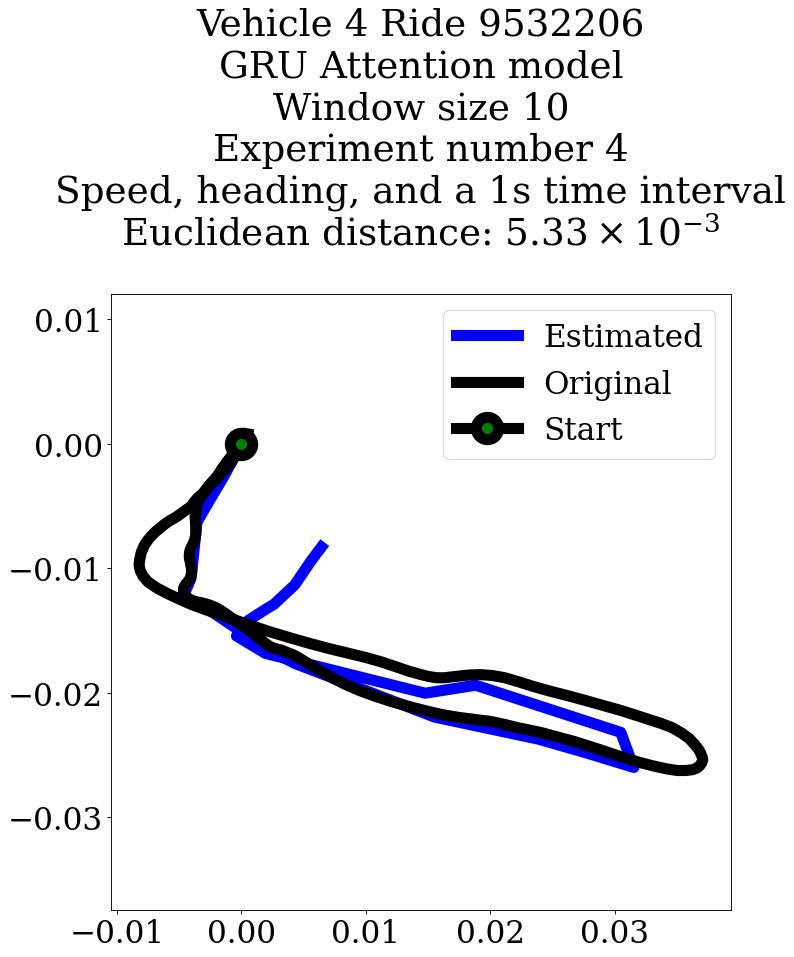 Vehicle 4 Ride 9532206
GRU Attention model
Window size 10
Experiment number 4
Speed, heading, and a 1s time interval
Euclidean distance: 5.33 × 10⁻³
Estimated
Original
Start
0.01
0.00
−0.01
−0.02
−0.03
−0.01 0.00 0.01 0.02 0.03